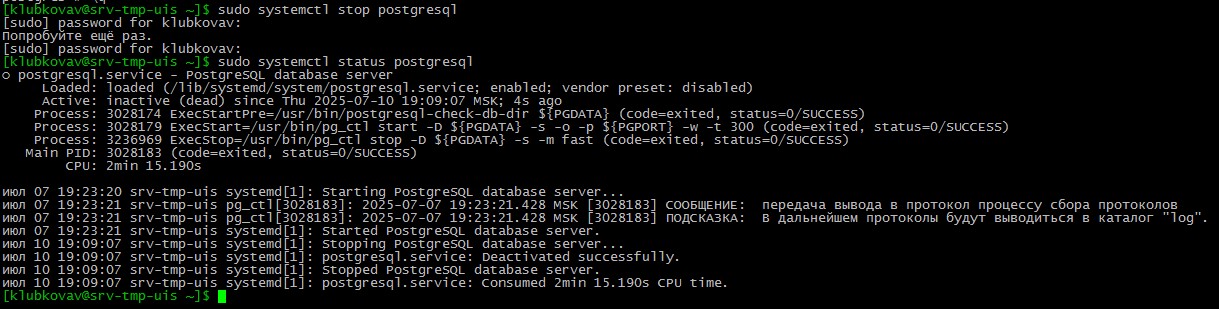 [klubkovav@srv-tmp-uis ~]$ sudo systemctl stop postgresql
[sudo] password for klubkovav:
Попробуйте ещё раз.
[sudo] password for klubkovav:
[klubkovav@srv-tmp-uis ~]$ sudo systemctl status postgresql
○ postgresql.service - PostgreSQL database server
     Loaded: loaded (/lib/systemd/system/postgresql.service; enabled; vendor preset: disabled)
     Active: inactive (dead) since Thu 2025-07-10 19:09:07 MSK; 4s ago
    Process: 3028174 ExecStartPre=/usr/bin/postgresql-check-db-dir ${PGDATA} (code=exited, status=0/SUCCESS)
    Process: 3028179 ExecStart=/usr/bin/pg_ctl start -D ${PGDATA} -s -o -p ${PGPORT} -w -t 300 (code=exited, status=0/SUCCESS)
    Process: 3236969 ExecStop=/usr/bin/pg_ctl stop -D ${PGDATA} -s -m fast (code=exited, status=0/SUCCESS)
   Main PID: 3028183 (code=exited, status=0/SUCCESS)
        CPU: 2min 15.190s

июл 07 19:23:20 srv-tmp-uis systemd[1]: Starting PostgreSQL database server...
июл 07 19:23:21 srv-tmp-uis pg_ctl[3028183]: 2025-07-07 19:23:21.428 MSK [3028183] СООБЩЕНИЕ:  передача вывода в протокол процессу сбора протоколов
июл 07 19:23:21 srv-tmp-uis pg_ctl[3028183]: 2025-07-07 19:23:21.428 MSK [3028183] ПОДСКАЗКА:  В дальнейшем протоколы будут выводиться в каталог "log".
июл 07 19:23:21 srv-tmp-uis systemd[1]: Started PostgreSQL database server.
июл 10 19:09:07 srv-tmp-uis systemd[1]: Stopping PostgreSQL database server...
июл 10 19:09:07 srv-tmp-uis systemd[1]: postgresql.service: Deactivated successfully.
июл 10 19:09:07 srv-tmp-uis systemd[1]: Stopped PostgreSQL database server.
июл 10 19:09:07 srv-tmp-uis systemd[1]: postgresql.service: Consumed 2min 15.190s CPU time.
[klubkovav@srv-tmp-uis ~]$